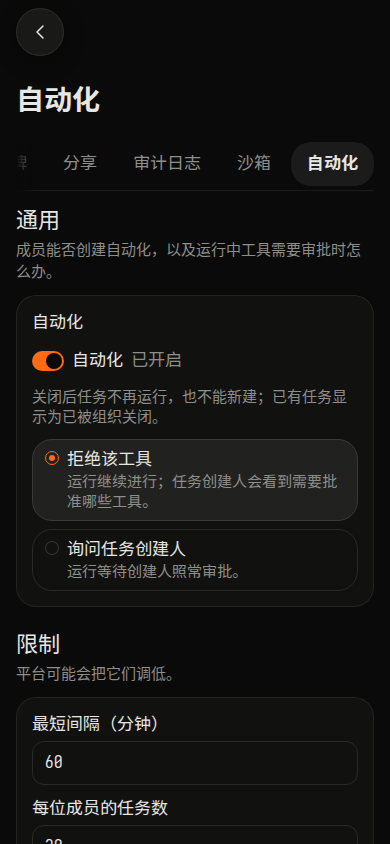 自动化
分享
审计日志
沙箱
自动化
通用
成员能否创建自动化，以及运行中工具需要审批时怎
么办。
自动化
自动化 已开启
关闭后任务不再运行，也不能新建；已有任务显
示为已被组织关闭。
拒绝该工具
运行继续进行；任务创建人会看到需要批
准哪些工具。
询问任务创建人
运行等待创建人照常审批。
限制
平台可能会把它们调低。
最短间隔（分钟）
60
每位成员的任务数